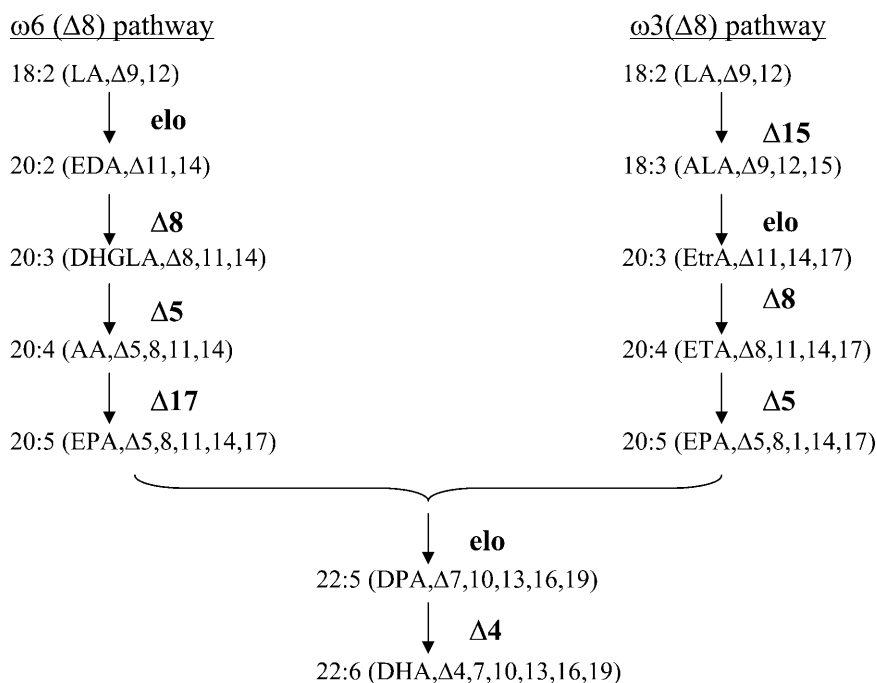 ω6 (Δ8) pathway
18:2 (LA,Δ9,12)
elo
20:2 (EDA,Δ11,14)
Δ8
20:3 (DHGLA,Δ8,11,14)
Δ5
20:4 (AA,Δ5,8,11,14)
Δ17
20:5 (EPA,Δ5,8,11,14,17)
ω3(Δ8) pathway
18:2 (LA,Δ9,12)
Δ15
18:3 (ALA,Δ9,12,15)
elo
20:3 (EtrA,Δ11,14,17)
Δ8
20:4 (ETA,Δ8,11,14,17)
Δ5
20:5 (EPA,Δ5,8,1,14,17)
elo
22:5 (DPA,Δ7,10,13,16,19)
Δ4
22:6 (DHA,Δ4,7,10,13,16,19)